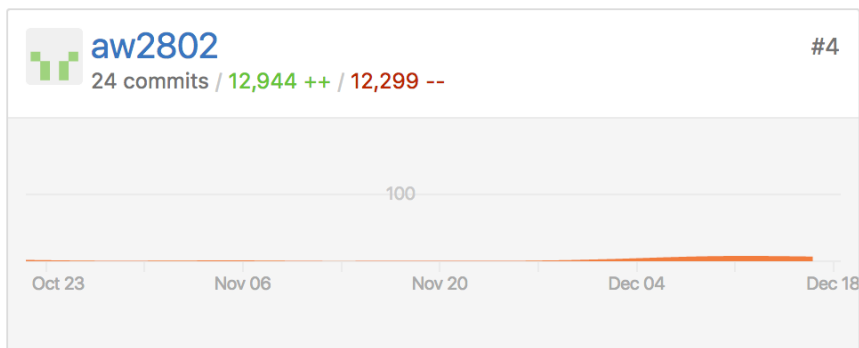 aw2802
#4
24 commits / 12,944 ++ / 12,299 --
100
Oct 23 Nov 06 Nov 20 Dec 04 Dec 18